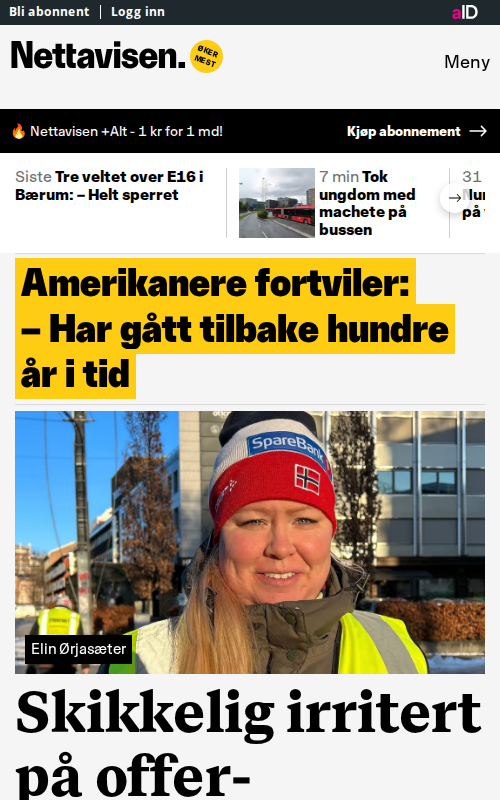 Bli abonnent | Logg inn
aID
Nettavisen.
ØKER
MEST
Meny
🔥 Nettavisen +Alt - 1 kr for 1 md!
Kjøp abonnement →
Siste Tre veltet over E16 i
Bærum: – Helt sperret
7 min Tok
ungdom med
machete på
bussen
31
på
Amerikanere fortviler:
– Har gått tilbake hundre
år i tid
SpareBank
Elin Ørjasæter
Skikkelig irritert
på offer-